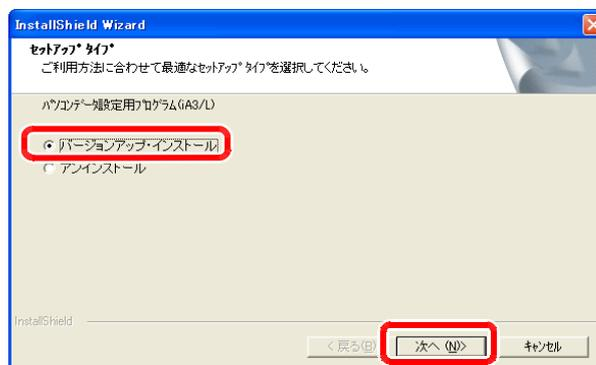 InstallShield Wizard
セットアップ タイプ
ご利用方法に合わせて最適なセットアップ タイプを選択してください。
パソコンデータ設定用プログラム(iA3/L)
バージョンアップ・インストール
アンインストール
InstallShield
< 戻る(B) 次へ (N)> キャンセル